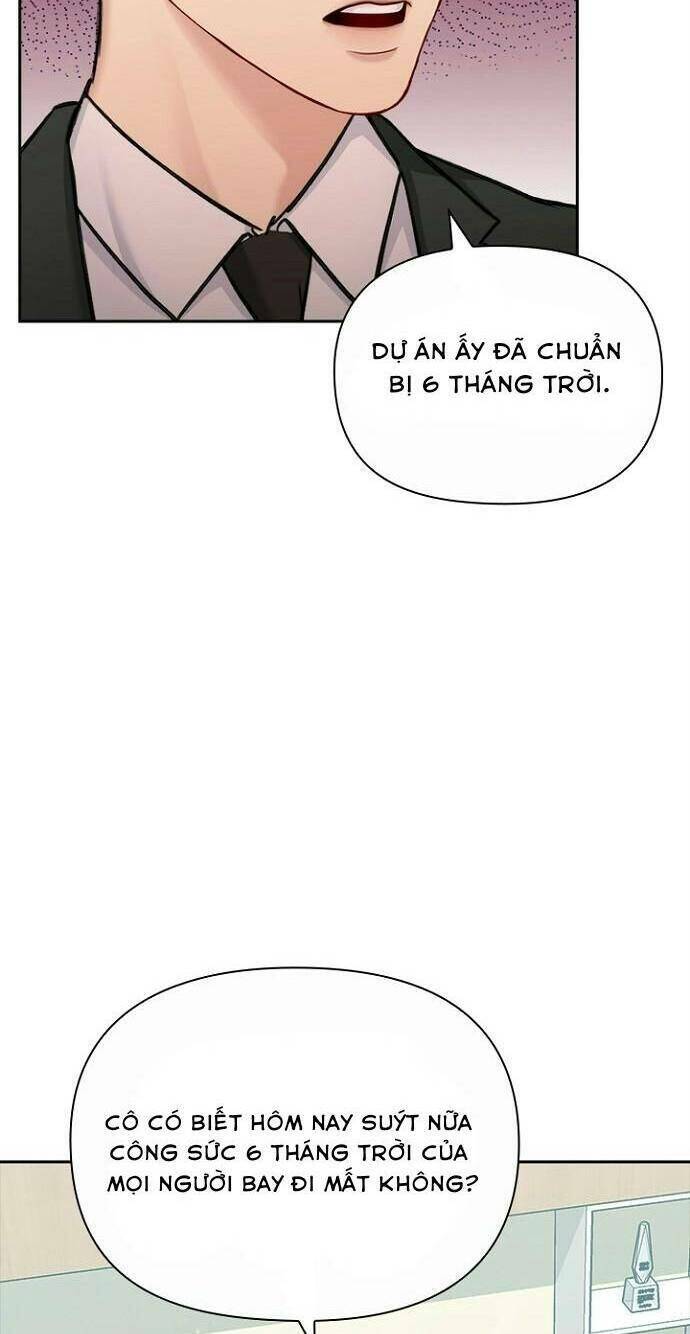 DỰ ÁN ẤY ĐÃ CHUẨN
BỊ 6 THÁNG TRỜI.
CÔ CÓ BIẾT HÔM NAY SUÝT NỮA
CÔNG SỨC 6 THÁNG TRỜI CỦA
MỌI NGƯỜI BAY ĐI MẤT KHÔNG?